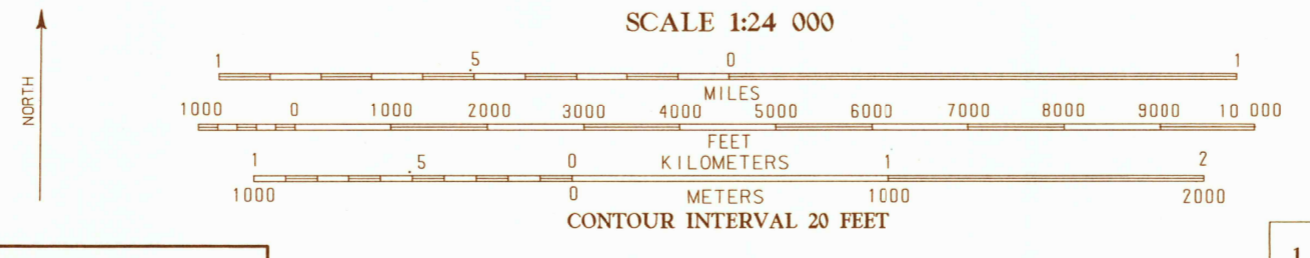 SCALE 1:24 000
NORTH
1 .5 0 1
MILES
1000 0 1000 2000 3000 4000 5000 6000 7000 8000 9000 10 000
FEET
1 .5 0 KILOMETERS 1 2
1000 0 METERS 1000 2000
CONTOUR INTERVAL 20 FEET
1